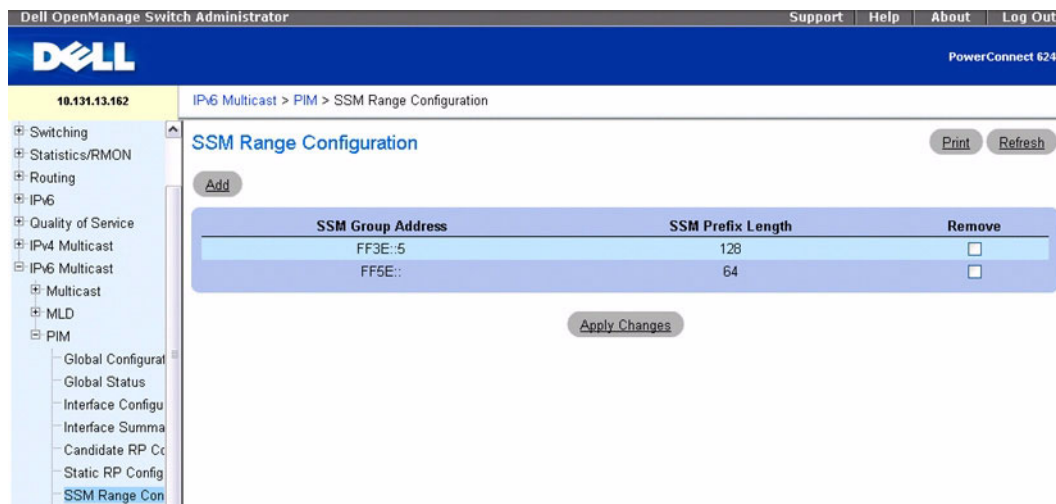 Dell OpenManage Switch Administrator
Support Help About Log Out
DELL
PowerConnect 624
10.131.13.162
IPv6 Multicast > PIM > SSM Range Configuration
Switching
Statistics/RMON
Routing
IPv6
Quality of Service
IPv4 Multicast
IPv6 Multicast
Multicast
MLD
PIM
Global Configurat
Global Status
Interface Configu
Interface Summa
Candidate RP Co
Static RP Config
SSM Range Con
SSM Range Configuration
Print Refresh
Add
SSM Group Address SSM Prefix Length Remove
FF3E::5 128
FF5E:: 64
Apply Changes